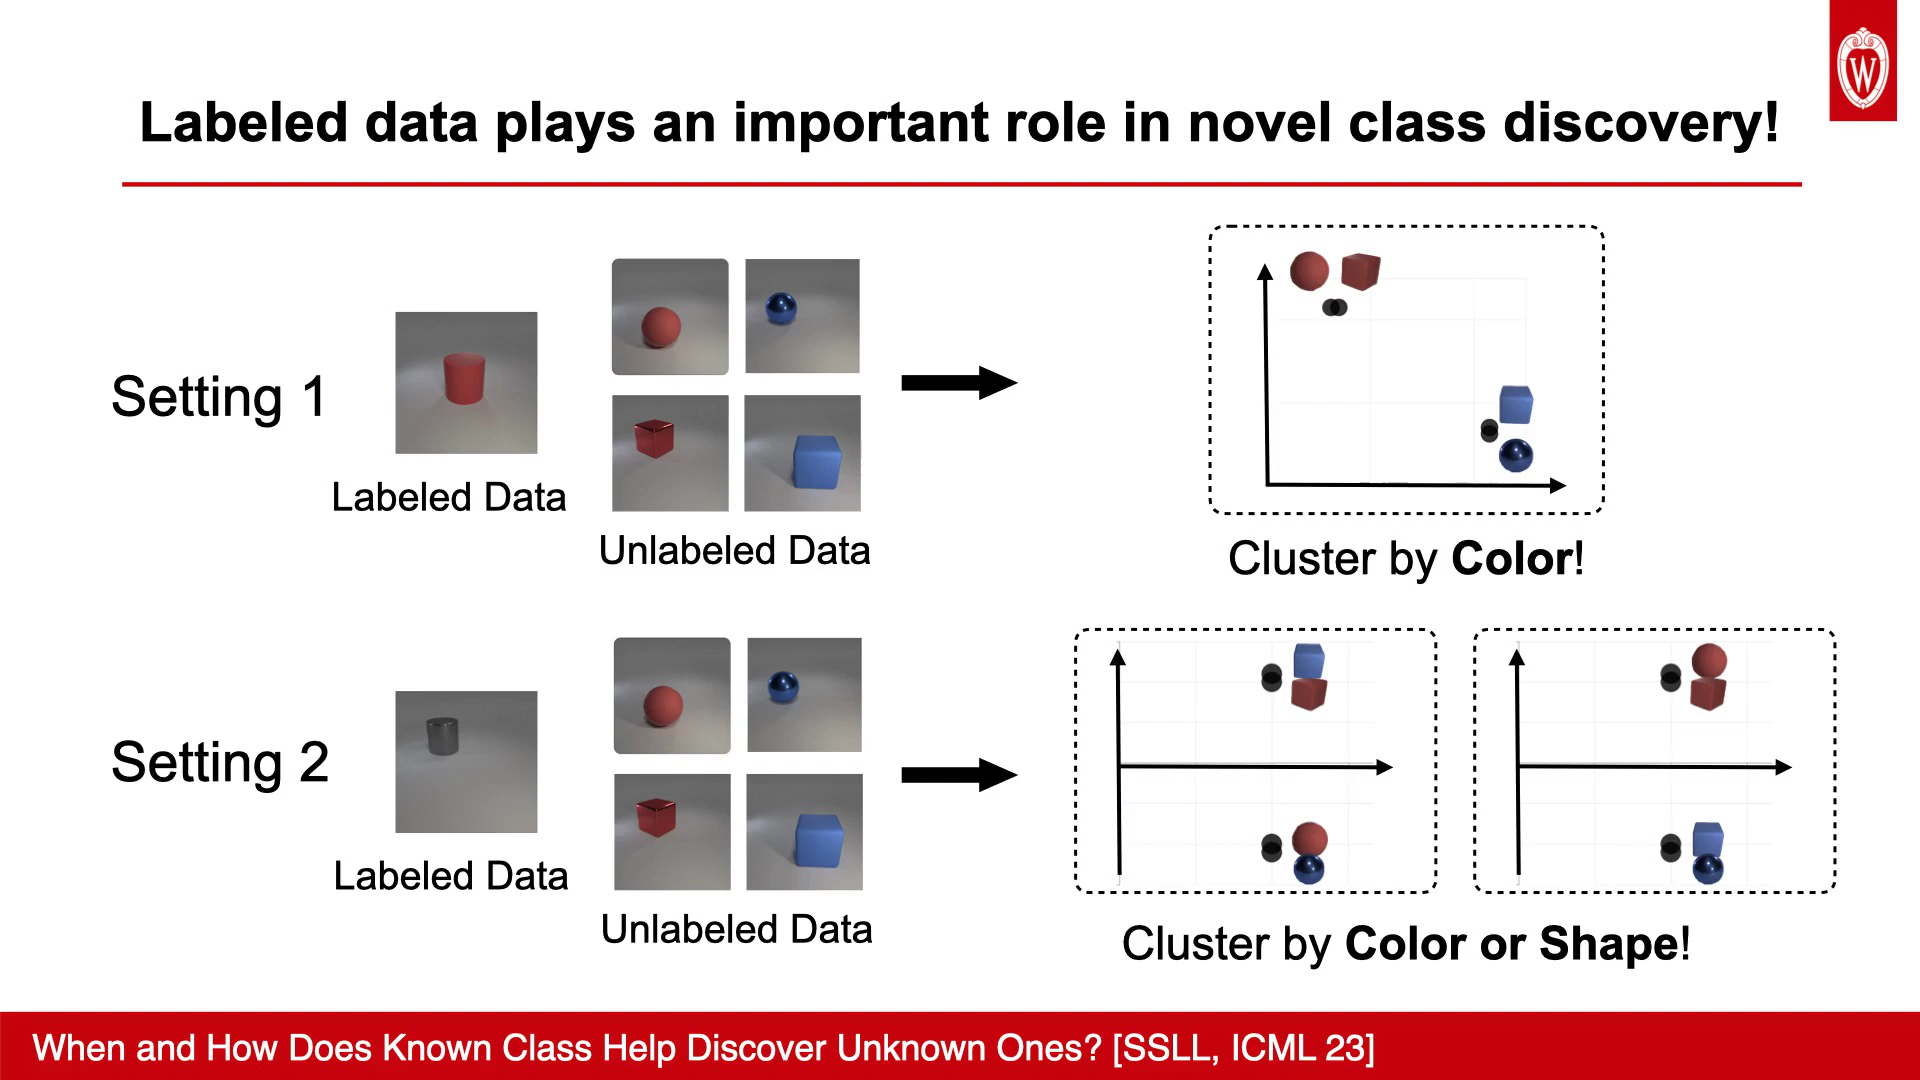 W
Labeled data plays an important role in novel class discovery!
Setting 1
Labeled Data
Unlabeled Data
Cluster by Color!
Setting 2
Labeled Data
Unlabeled Data
Cluster by Color or Shape!
When and How Does Known Class Help Discover Unknown Ones? [SSLL, ICML 23]